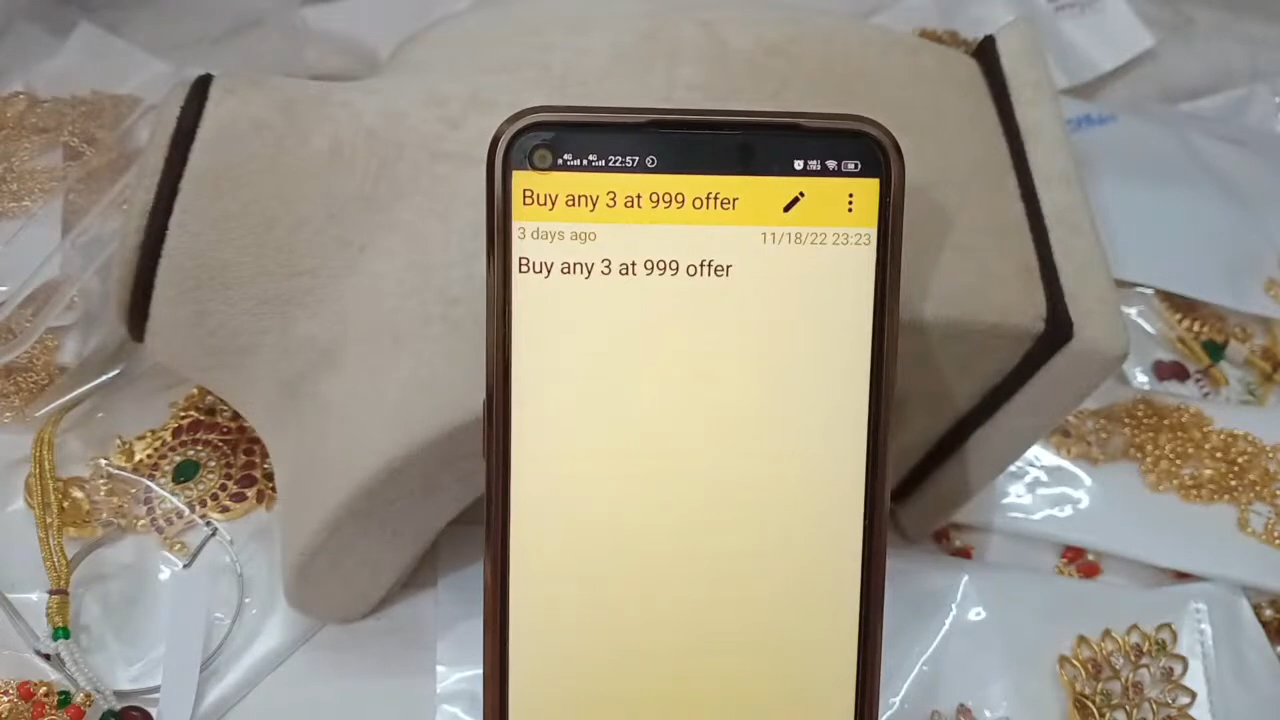 22:57
Buy any 3 at 999 offer
3 days ago 11/18/22 23:23
Buy any 3 at 999 offer